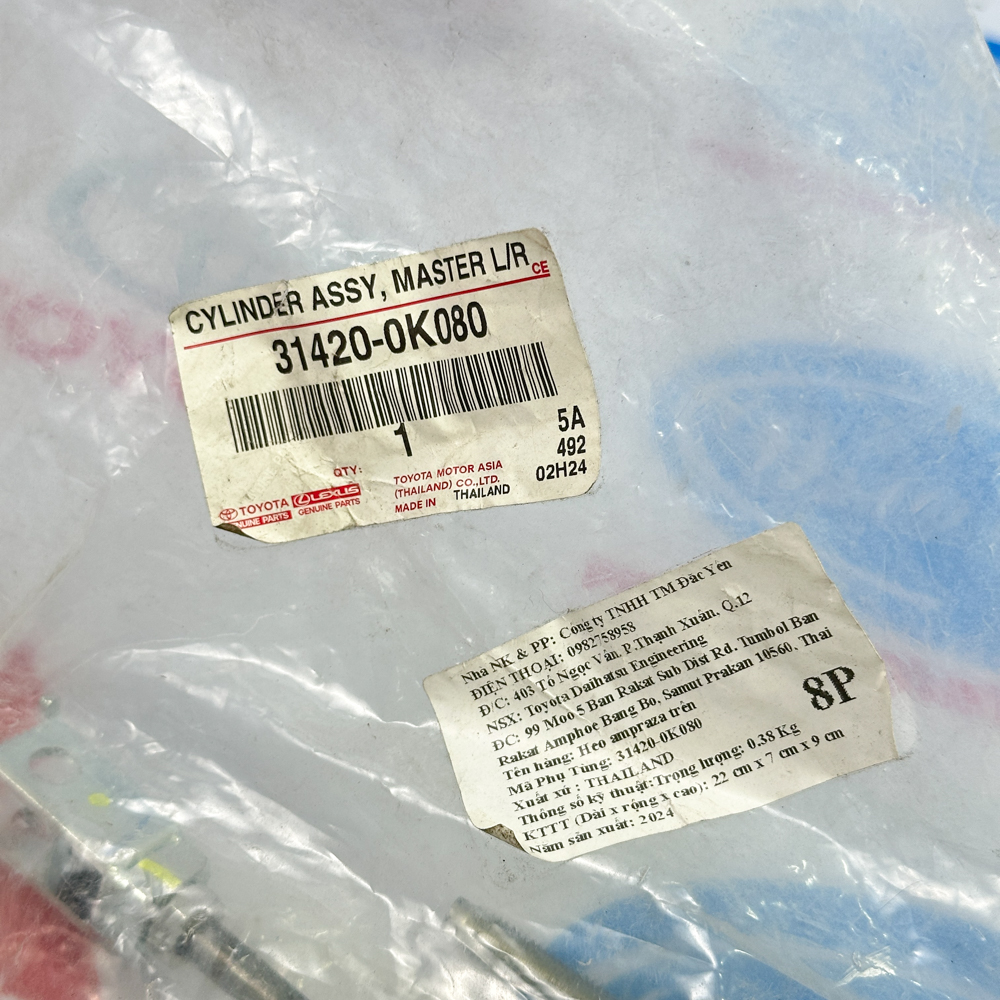 CYLINDER ASSY, MASTER L/R
CE
31420-0K080
1
5A
492
02H24
QTY:
TOYOTA MOTOR ASIA
(THAILAND) CO.,LTD.
MADE IN THAILAND
TOYOTA LEXUS
GENUINE PARTS
Nhà NK & PP: Công ty TNHH TM Đắc Yến
ĐIỆN THOẠI: 0982758958
Đ/C: 403 Tô Ngọc Vân, P.Thạnh Xuân, Q.12
NSX: Toyota Daihatsu Engineering
ĐC: 99 Moo 5 Ban Rakat Sub Dist Rd. Tumbol Ban
Rakat Amphoe Bang Bo, Samut Prakan 10560, Thai
Tên hàng: Heo ampraza trên
Mã Phụ Tùng: 31420-0K080
Xuất xứ : THAILAND
Thông số kỹ thuật:Trọng lượng: 0.38 Kg
KTTT (Dài x rộng x cao): 22 cm x 7 cm x 9 cm
Năm sản xuất: 2024
8P